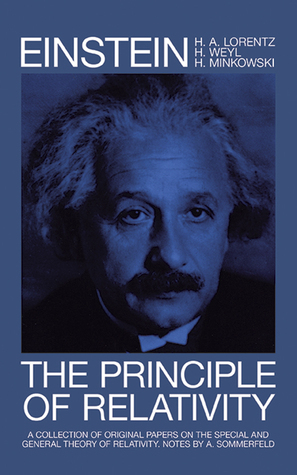 EINSTEIN
H. A. LORENTZ
H. WEYL
H. MINKOWSKI
THE PRINCIPLE
OF RELATIVITY
A COLLECTION OF ORIGINAL PAPERS ON THE SPECIAL AND
GENERAL THEORY OF RELATIVITY. NOTES BY A. SOMMERFELD